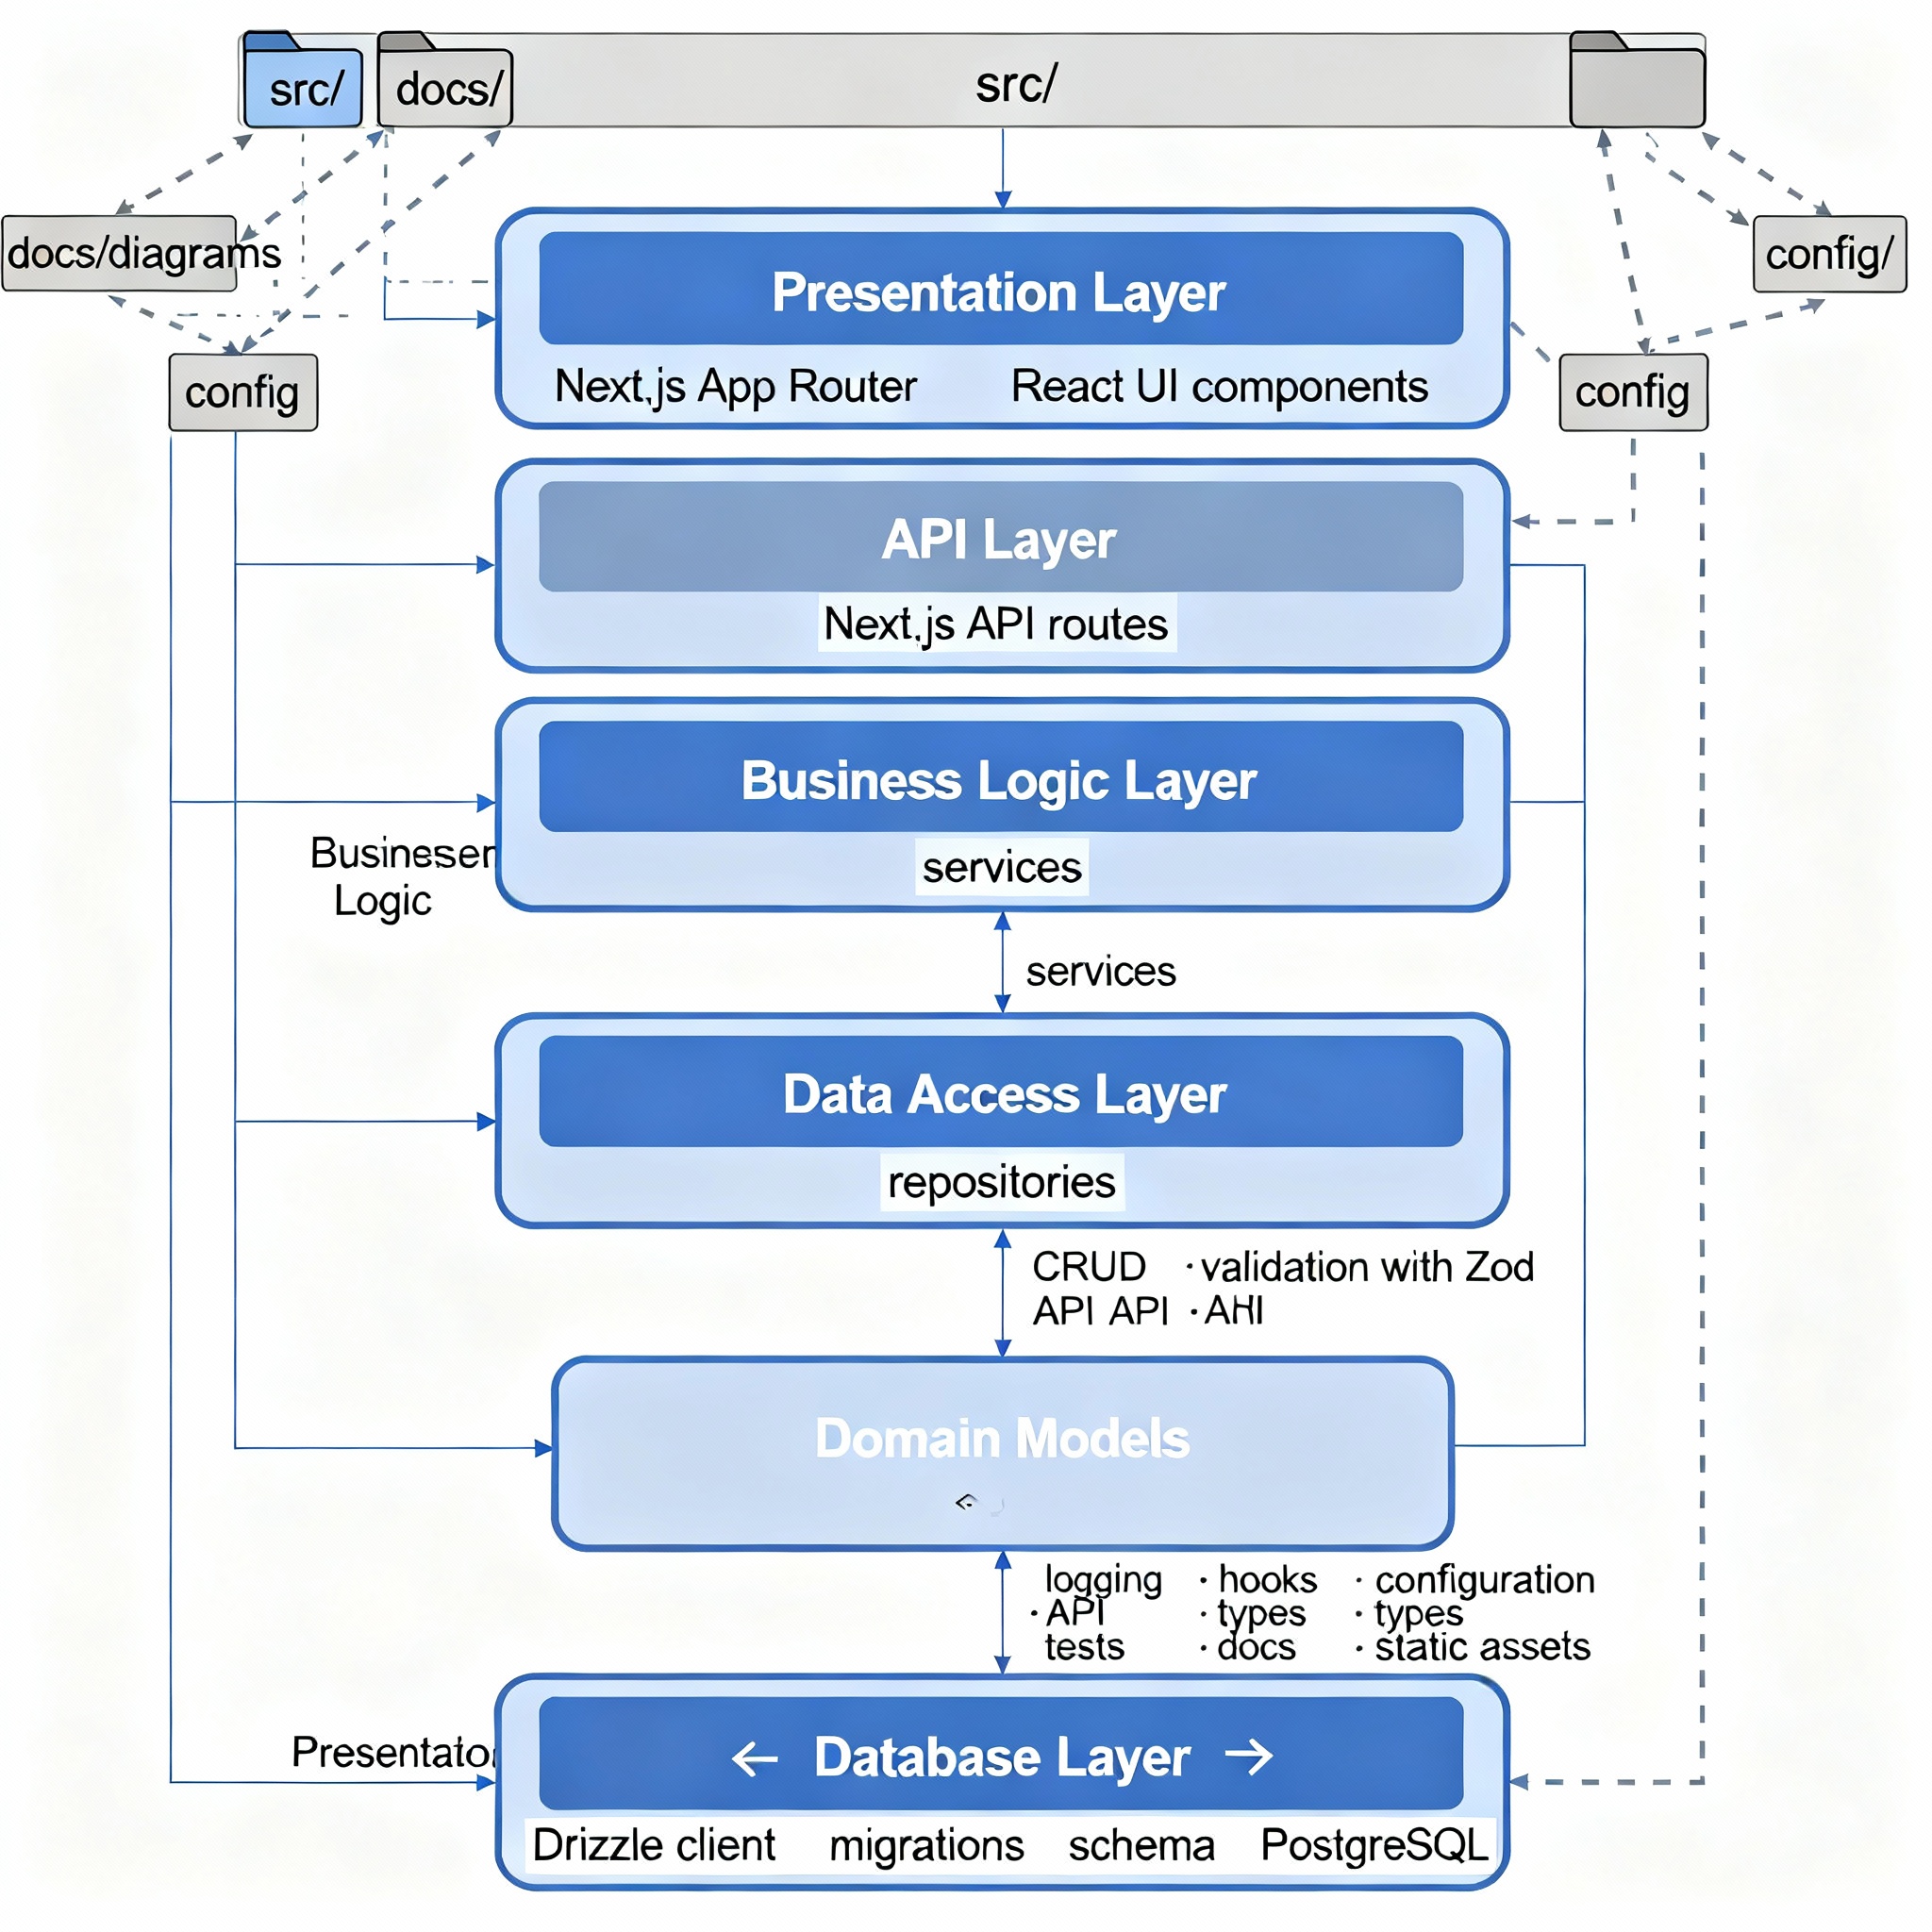 src/
docs/
src/
docs/diagrams
config/
config
config
Presentation Layer
Next.js App Router React UI components
API Layer
Next.js API routes
Business Logic Layer
services
Busineser
Logic
services
Data Access Layer
repositories
CRUD · validation with Zod
API API · AHI
Domain Models
logging · hooks · configuration
· API · types · types
tests · docs · static assets
Presentator
← Database Layer →
Drizzle client migrations schema PostgreSQL